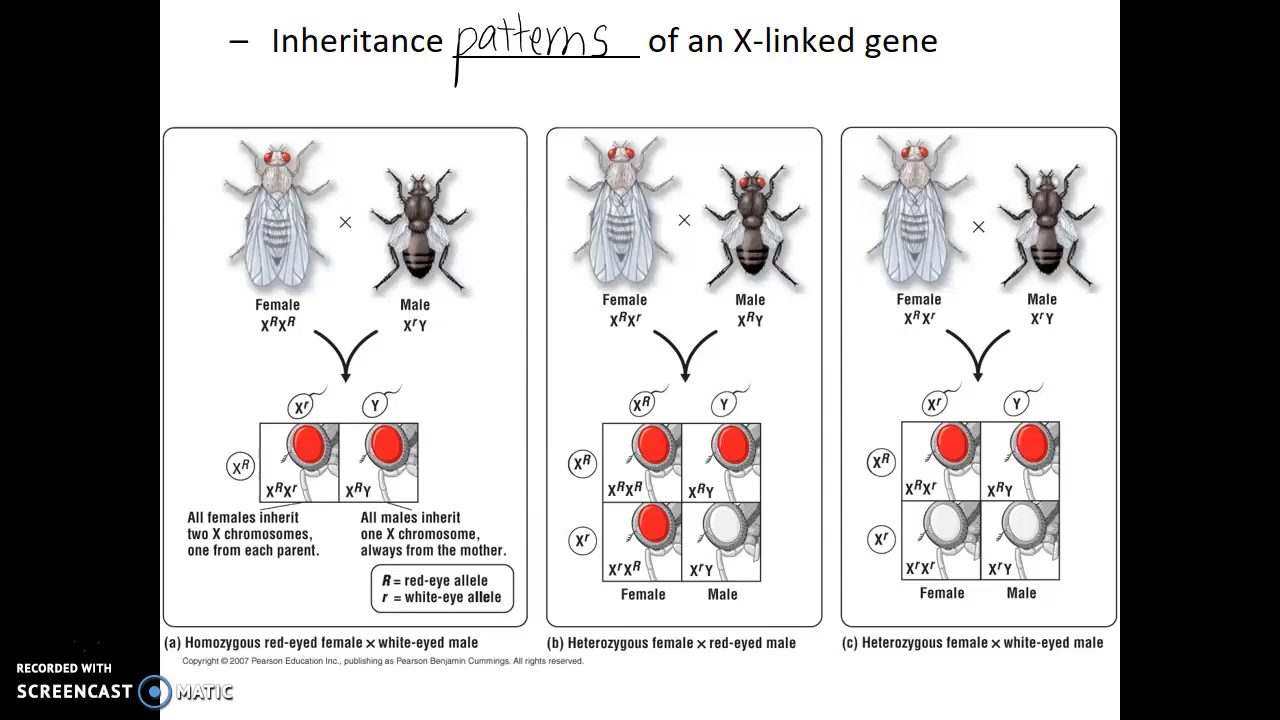 – Inheritance patterns of an X-linked gene
×
Female
XᴿXᴿ
Male
XʳY
Xʳ
Y
Xᴿ
XᴿXʳ
XᴿY
All females inherit
two X chromosomes,
one from each parent.
All males inherit
one X chromosome,
always from the mother.
R = red-eye allele
r = white-eye allele
(a) Homozygous red-eyed female × white-eyed male
×
Female
XᴿXʳ
Male
XᴿY
Xᴿ
Y
Xᴿ
XᴿXᴿ
XᴿY
Xʳ
XʳXᴿ
XʳY
Female
Male
(b) Heterozygous female × red-eyed male
×
Female
XᴿXʳ
Male
XʳY
Xʳ
Y
Xᴿ
XᴿXʳ
XᴿY
Xʳ
XʳXʳ
XʳY
Female
Male
(c) Heterozygous female × white-eyed male
Copyright © 2007 Pearson Education Inc., publishing as Pearson Benjamin Cummings. All rights reserved.
RECORDED WITH
SCREENCAST MATIC